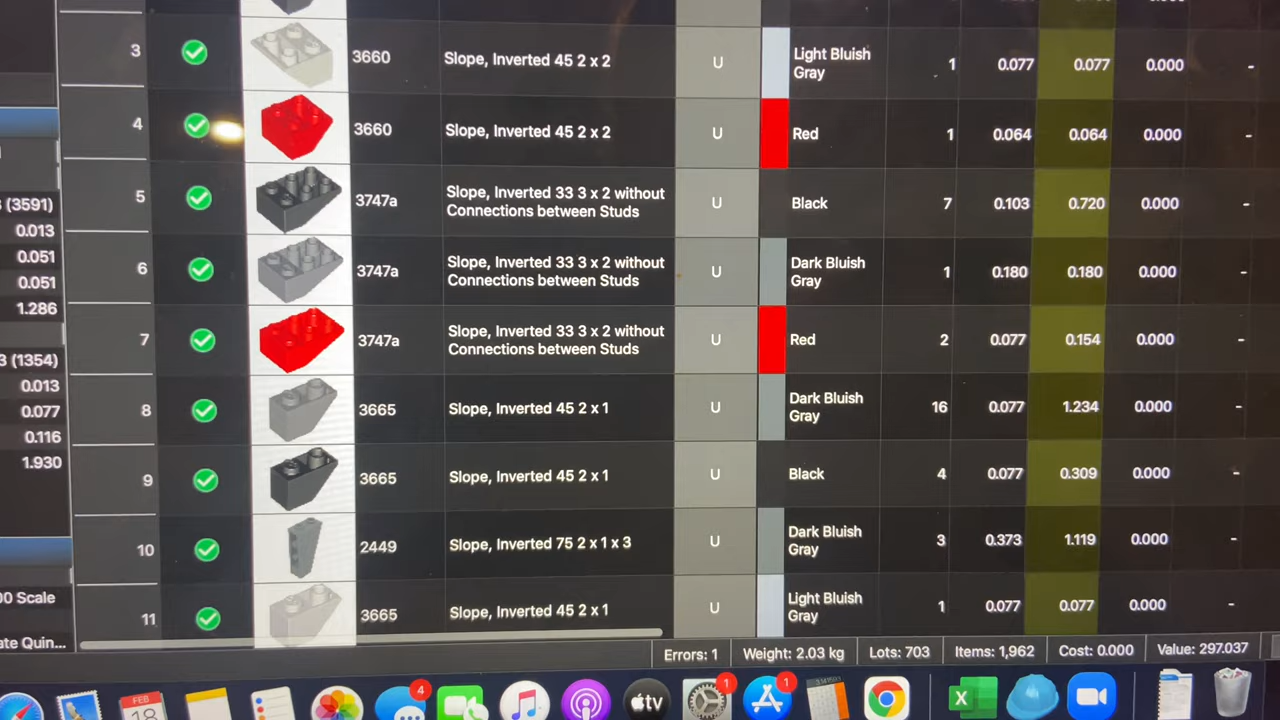 3 3660 Slope, Inverted 45 2 x 2 U Light Bluish Gray 1 0.077 0.077 0.000 -
4 3660 Slope, Inverted 45 2 x 2 U Red 1 0.064 0.064 0.000 -
5 3747a Slope, Inverted 33 3 x 2 without Connections between Studs U Black 7 0.103 0.720 0.000 -
6 3747a Slope, Inverted 33 3 x 2 without Connections between Studs U Dark Bluish Gray 1 0.180 0.180 0.000 -
7 3747a Slope, Inverted 33 3 x 2 without Connections between Studs U Red 2 0.077 0.154 0.000 -
8 3665 Slope, Inverted 45 2 x 1 U Dark Bluish Gray 16 0.077 1.234 0.000 -
9 3665 Slope, Inverted 45 2 x 1 U Black 4 0.077 0.309 0.000 -
10 2449 Slope, Inverted 75 2 x 1 x 3 U Dark Bluish Gray 3 0.373 1.119 0.000 -
11 3665 Slope, Inverted 45 2 x 1 U Light Bluish Gray 1 0.077 0.077 0.000 -
(3591)
0.013
0.051
0.051
1.286
3 (1354)
0.013
0.077
0.116
1.930
00 Scale
ate Quin...
Errors: 1 Weight: 2.03 kg Lots: 703 Items: 1,962 Cost: 0.000 Value: 297.037
FEB
18
4
tv
1
1
X